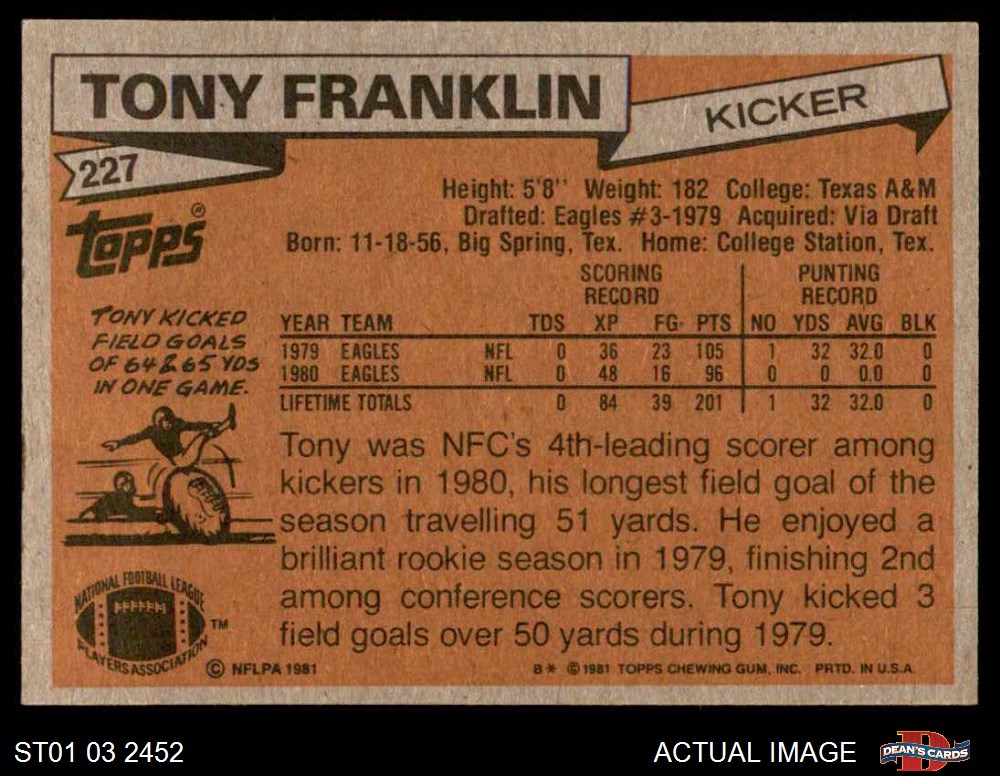 TONY FRANKLIN
KICKER
227
Topps®
Height: 5'8'' Weight: 182 College: Texas A&M
Drafted: Eagles #3-1979 Acquired: Via Draft
Born: 11-18-56, Big Spring, Tex. Home: College Station, Tex.
TONY KICKED
FIELD GOALS
OF 64 & 65 YDS
IN ONE GAME.
SCORING PUNTING
RECORD RECORD
YEAR TEAM TDS XP FG PTS NO YDS AVG BLK
1979 EAGLES NFL 0 36 23 105 1 32 32.0 0
1980 EAGLES NFL 0 48 16 96 0 0 0.0 0
LIFETIME TOTALS 0 84 39 201 1 32 32.0 0
Tony was NFC's 4th-leading scorer among
kickers in 1980, his longest field goal of the
season travelling 51 yards. He enjoyed a
brilliant rookie season in 1979, finishing 2nd
among conference scorers. Tony kicked 3
field goals over 50 yards during 1979.
NATIONAL FOOTBALL LEAGUE
PLAYERS ASSOCIATION
TM
© NFLPA 1981
B* © 1981 TOPPS CHEWING GUM, INC. PRTD. IN U.S.A.
ST01 03 2452
ACTUAL IMAGE
D
DEAN'S CARDS